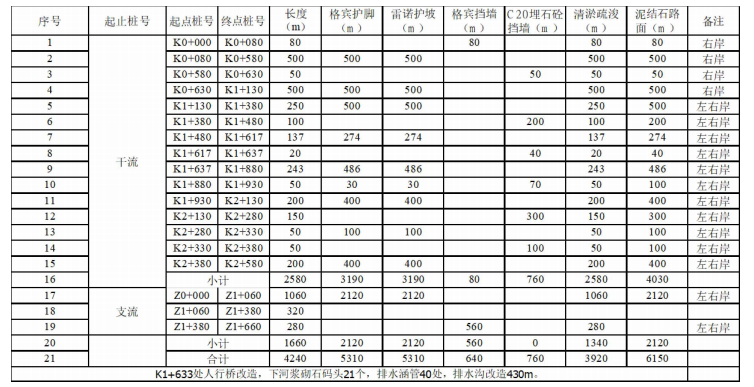 序号 起止桩号 起点桩号 终点桩号 长度（m） 格宾护脚（m） 雷诺护坡（m） 格宾挡墙（m） C20埋石砼挡墙（m） 清淤疏浚（m） 泥结石路面（m） 备注
1 K0+000 K0+080 80 80 80 80 右岸
2 K0+080 K0+580 500 500 500 500 500 右岸
3 K0+580 K0+630 50 50 50 50 右岸
4 K0+630 K1+130 500 500 500 500 500 右岸
5 K1+130 K1+380 250 500 500 250 500 左右岸
6 K1+380 K1+480 100 200 100 200 左右岸
7 K1+480 K1+617 137 274 274 137 274 左右岸
8 干流 K1+617 K1+637 20 40 20 40 左右岸
9 K1+637 K1+880 243 486 486 243 486 左右岸
10 K1+880 K1+930 50 30 30 70 50 100 左右岸
11 K1+930 K2+130 200 400 400 200 400 左右岸
12 K2+130 K2+280 150 300 150 300 左右岸
13 K2+280 K2+330 50 100 100 50 100 左右岸
14 K2+330 K2+380 50 100 50 100 左右岸
15 K2+380 K2+580 200 400 400 200 400 左右岸
16 小计 2580 3190 3190 80 760 2580 4030
17 Z0+000 Z1+060 1060 2120 2120 1060 2120 左右岸
18 支流 Z1+060 Z1+380 320
19 Z1+380 Z1+660 280 560 280 左右岸
20 小计 1660 2120 2120 560 0 1340 2120
21 合计 4240 5310 5310 640 760 3920 6150
K1+633处人行桥改造，下河浆砌石码头21个，排水涵管40处，排水沟改造430m。